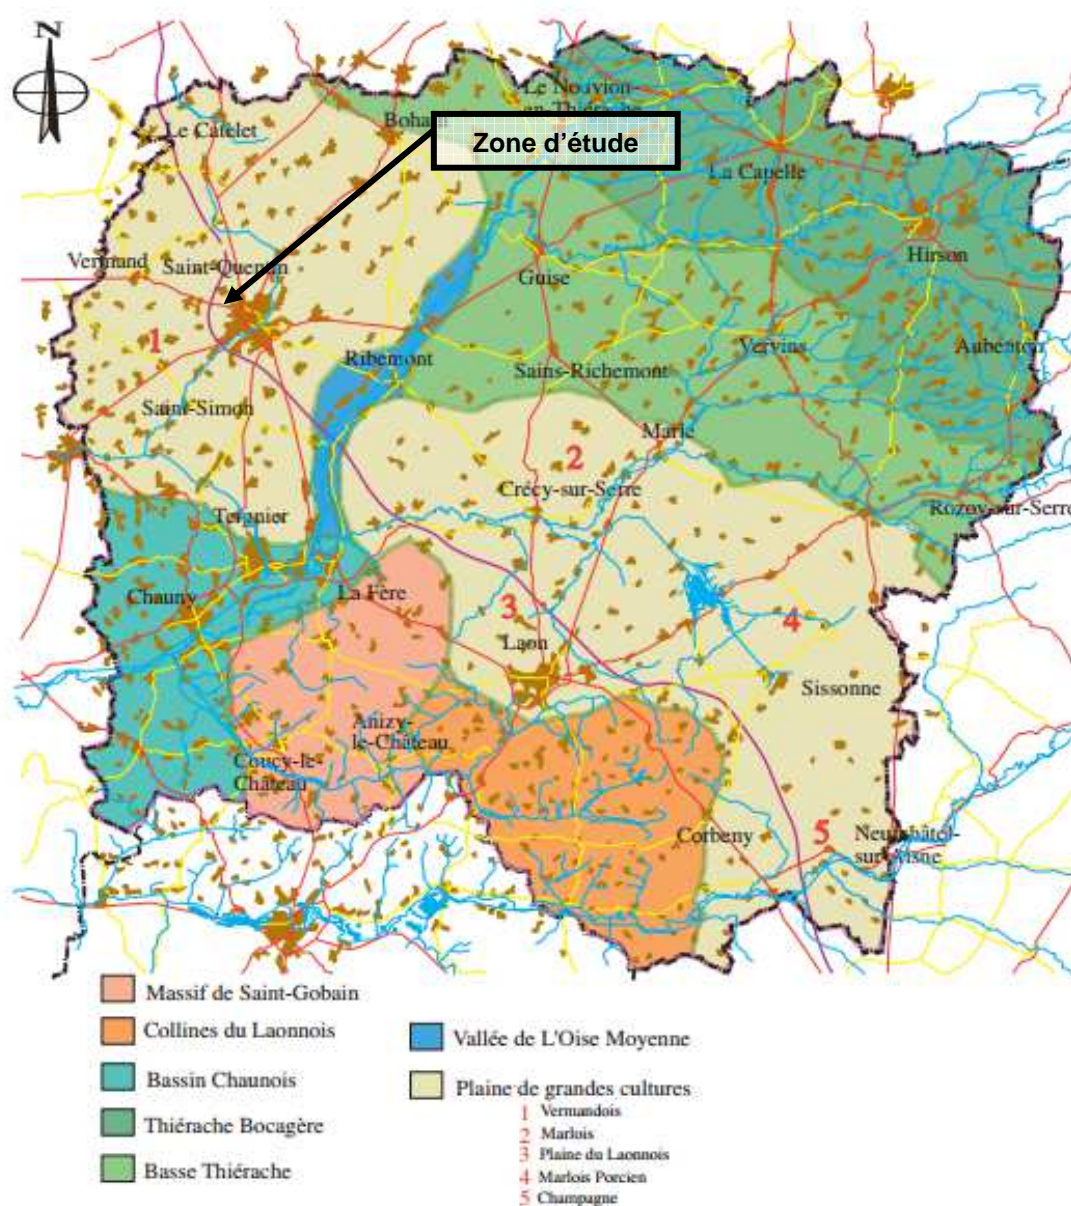 N
Le Nouvion-
en-Thiérache
Le Catelet
Bohain
Zone d'étude
La Capelle
Vermand
Saint-Quentin
Hirson
Guise
1
Ribemont
Vervins
Aubenton
Sains-Richemont
Saint-Simon
Marle
2
Crécy-sur-Serre
Rozoy-sur-Serre
Tergnier
Chauny
La Fère
3
4
Laon
Sissonne
Anizy-
le-Château
Coucy-le-
Château
Corbeny
5
Neufchâtel-
sur-Aisne
Massif de Saint-Gobain
Collines du Laonnois
Bassin Chaunois
Thiérache Bocagère
Basse Thiérache
Vallée de L'Oise Moyenne
Plaine de grandes cultures
1 Vermandois
2 Marlois
3 Plaine du Laonnois
4 Marlois Porcien
5 Champagne